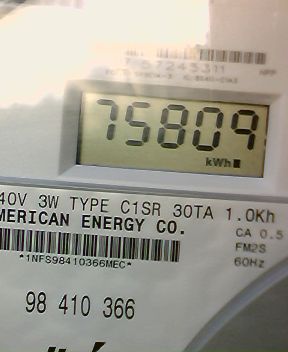 75809
kWh
40V 3W TYPE C1SR 30TA 1.0Kh
MERICAN ENERGY CO.
CA 0.5
FM2S
*1NFS98410366MEC*
60Hz
98 410 366